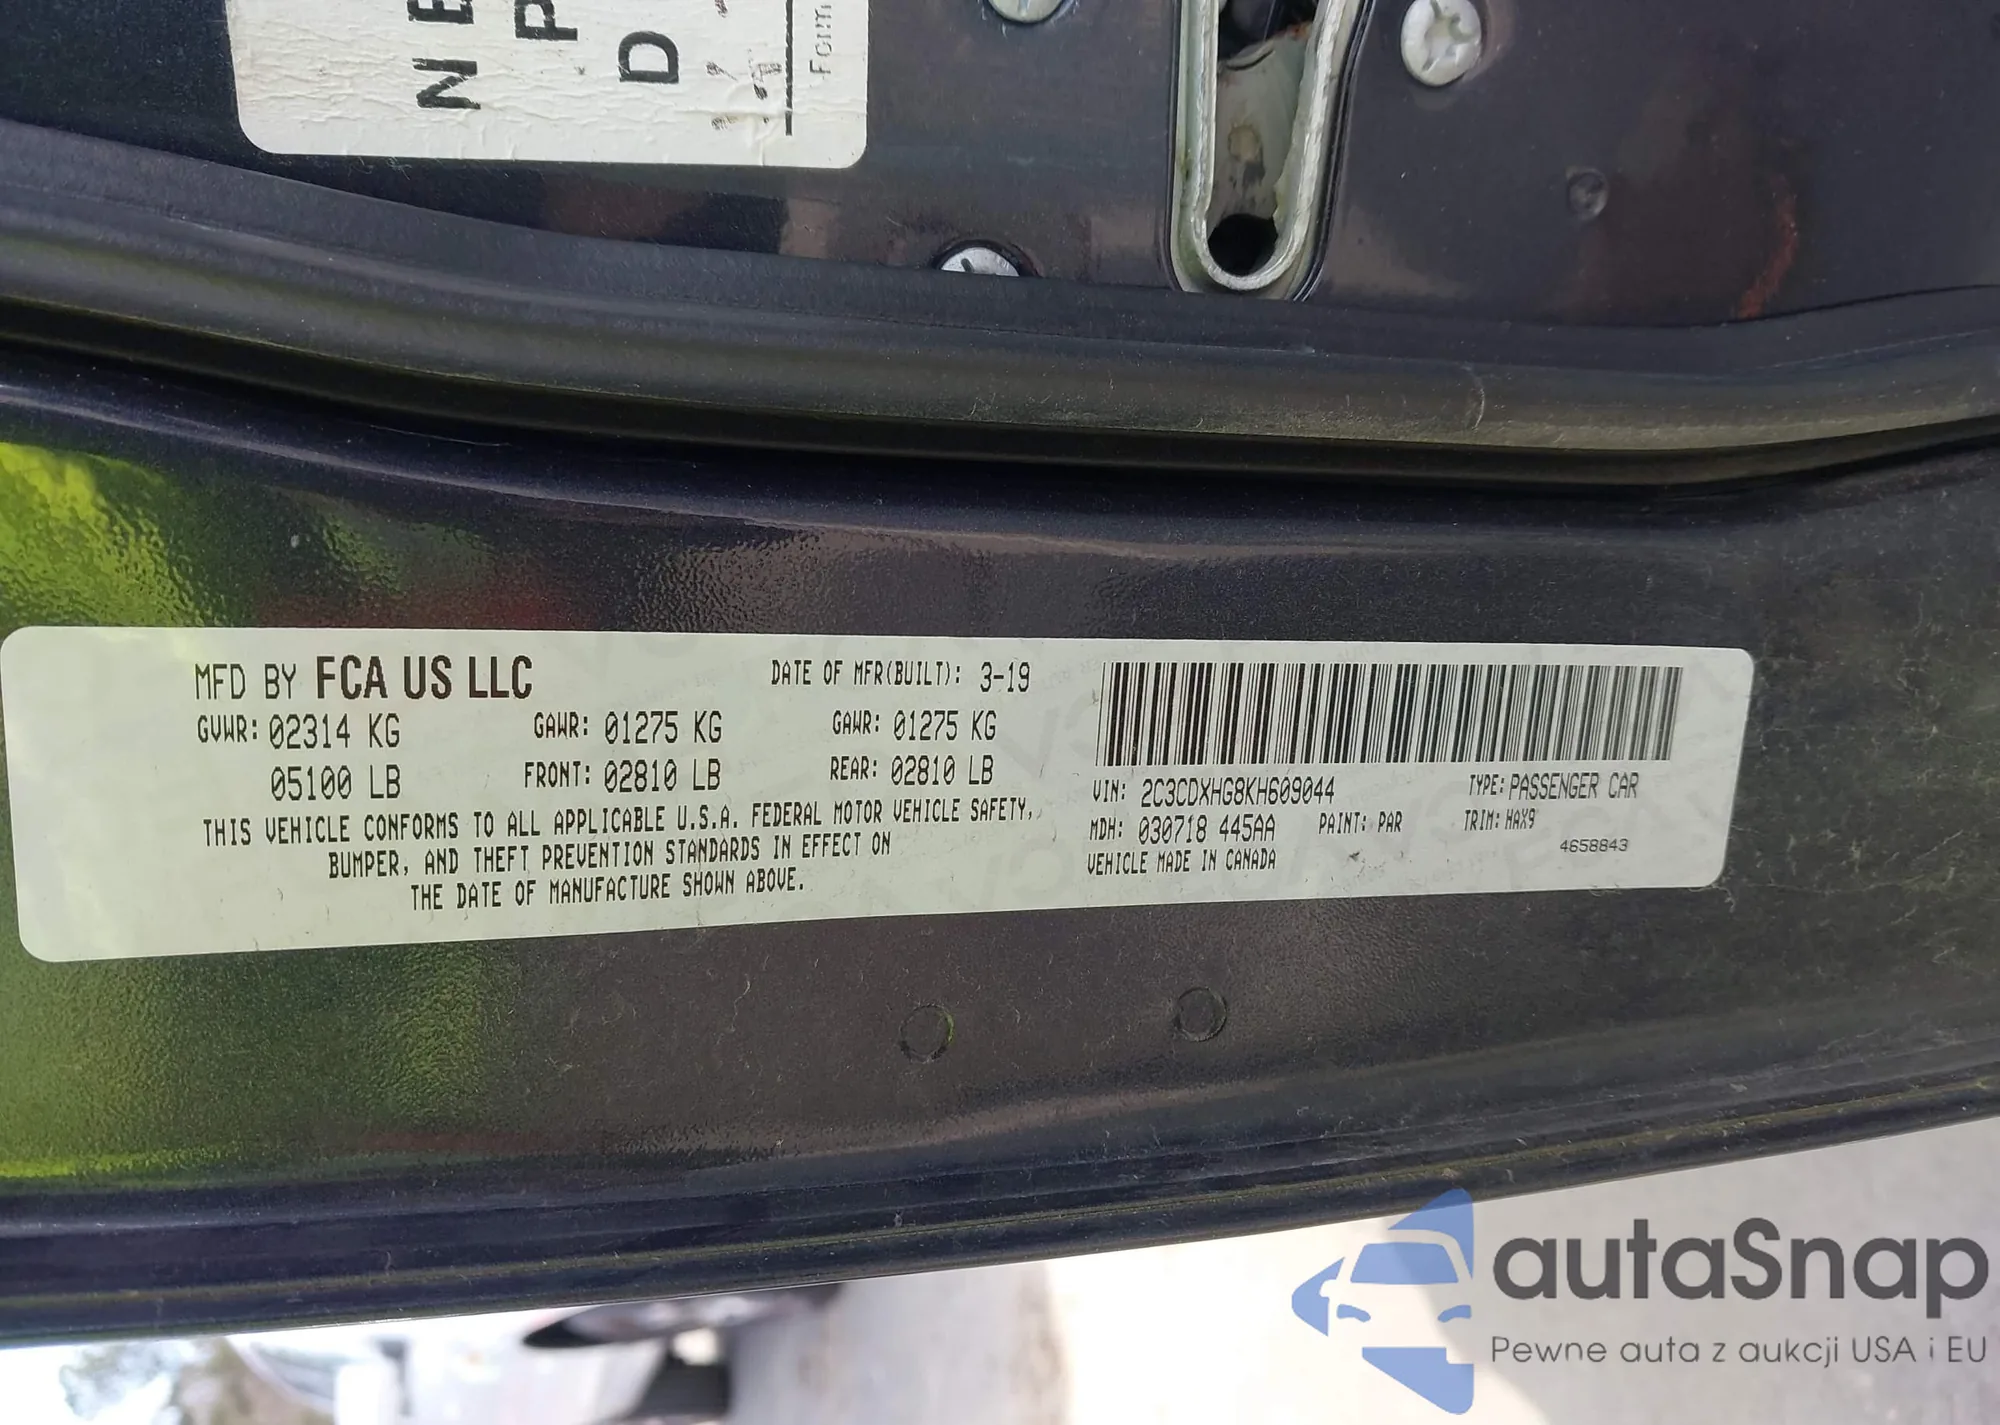 N E
P
D
Form
MFD BY FCA US LLC DATE OF MFR(BUILT): 3-19
GVWR: 02314 KG GAWR: 01275 KG GAWR: 01275 KG
05100 LB FRONT: 02810 LB REAR: 02810 LB
THIS VEHICLE CONFORMS TO ALL APPLICABLE U.S.A. FEDERAL MOTOR VEHICLE SAFETY,
BUMPER, AND THEFT PREVENTION STANDARDS IN EFFECT ON
THE DATE OF MANUFACTURE SHOWN ABOVE.
VIN: 2C3CDXHG8KH609044 TYPE: PASSENGER CAR
MDH: 030718 445AA PAINT: PAR TRIM: HAX9
VEHICLE MADE IN CANADA 4658843
autaSnap
Pewne auta z aukcji USA i EU